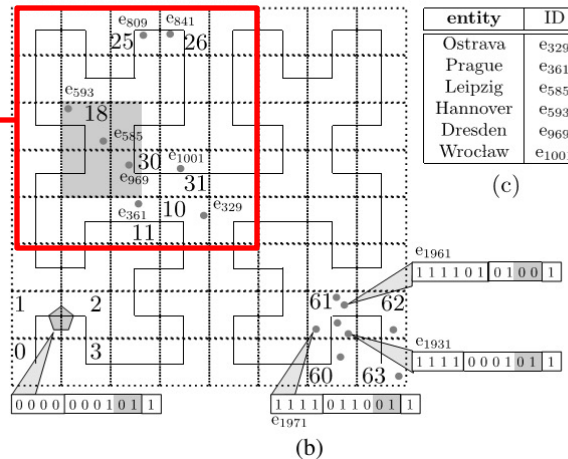 e809 e841
25 26
e593
18
e585
30 e1001
e969 31
e361 10 e329
11
1 2
0 3
61 62
60 63
e1961
1 1 1 1 0 1 0 1 0 0 1
e1931
1 1 1 1 0 0 0 1 0 1 1
0 0 0 0 0 0 0 1 0 1 1
1 1 1 1 0 1 1 0 0 1 1
e1971
(b)
entity ID
Ostrava e329
Prague e361
Leipzig e585
Hannover e593
Dresden e969
Wrocław e1001
(c)